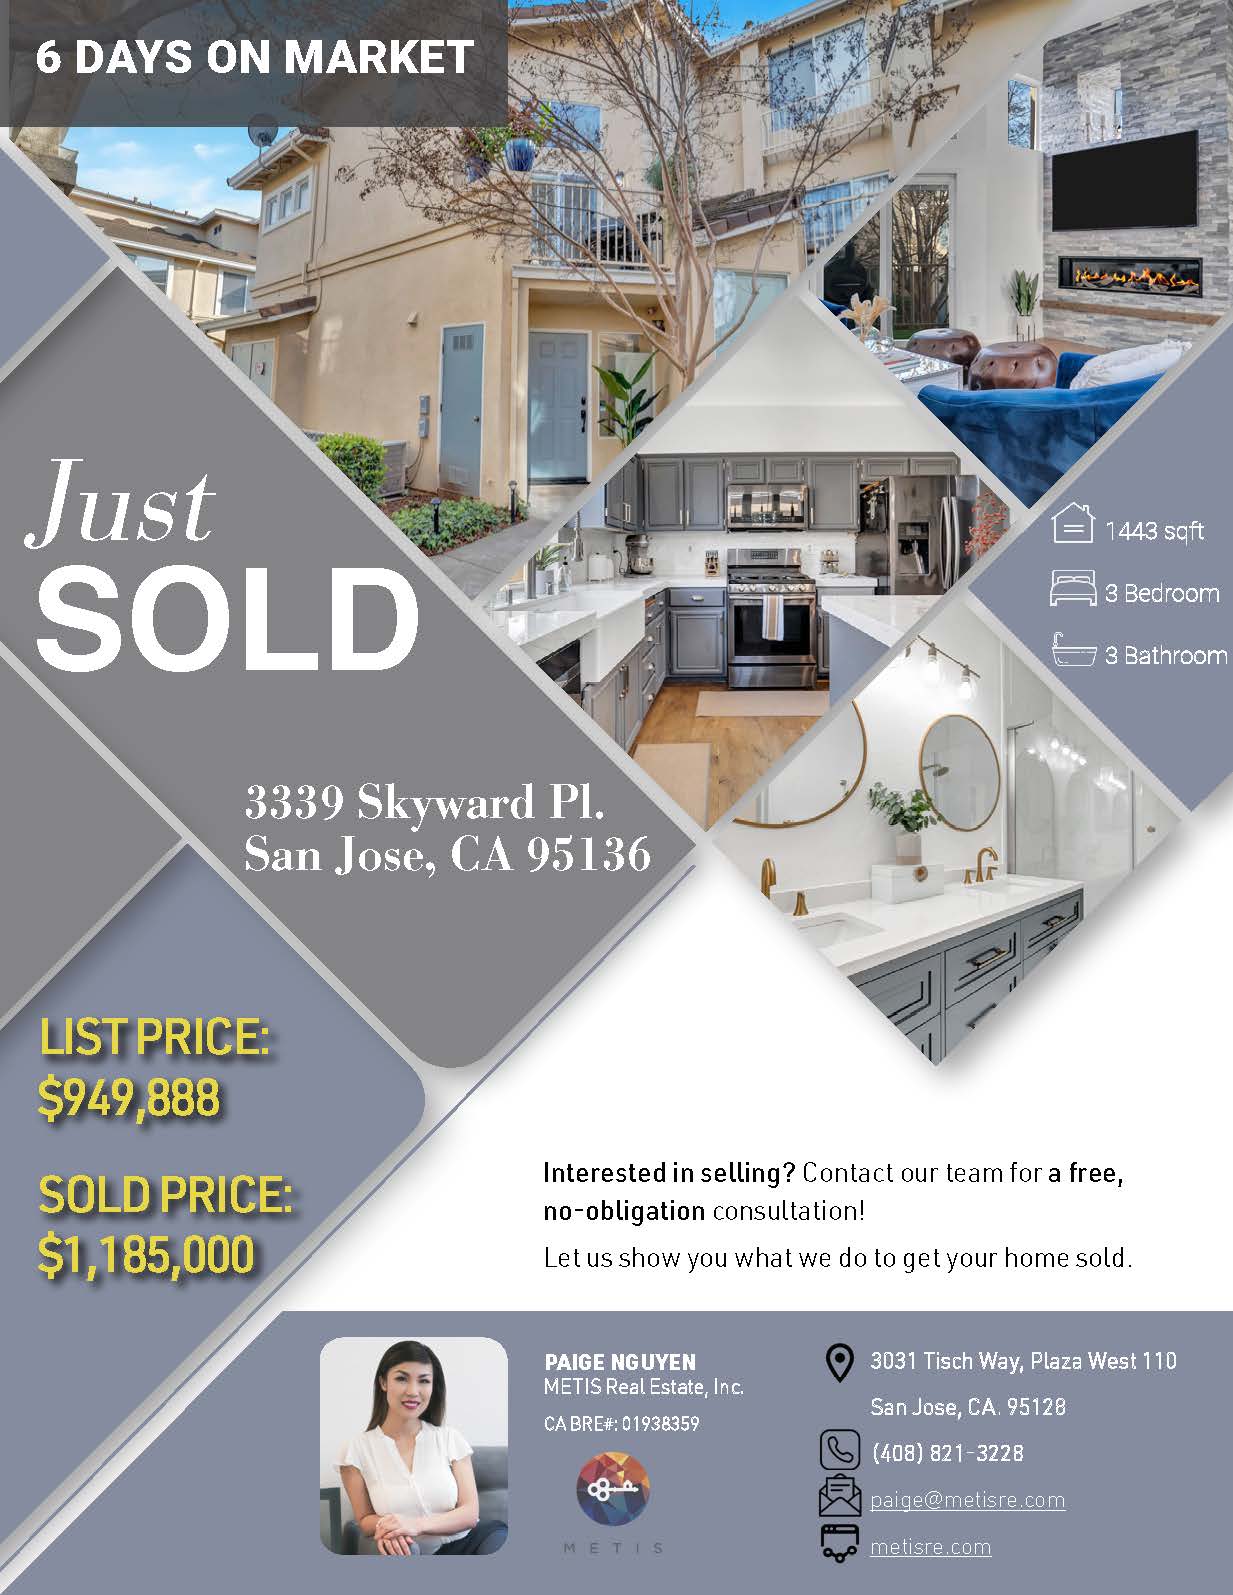 6 DAYS ON MARKET
Just
SOLD
1443 sqft
3 Bedroom
3 Bathroom
3339 Skyward Pl.
San Jose, CA 95136
LIST PRICE:
$949,888
SOLD PRICE:
$1,185,000
Interested in selling? Contact our team for a free,
no-obligation consultation!
Let us show you what we do to get your home sold.
PAIGE NGUYEN
METIS Real Estate, Inc.
CA BRE#: 01938359
METIS
3031 Tisch Way, Plaza West 110
San Jose, CA. 95128
(408) 821-3228
paige@metisre.com
metisre.com